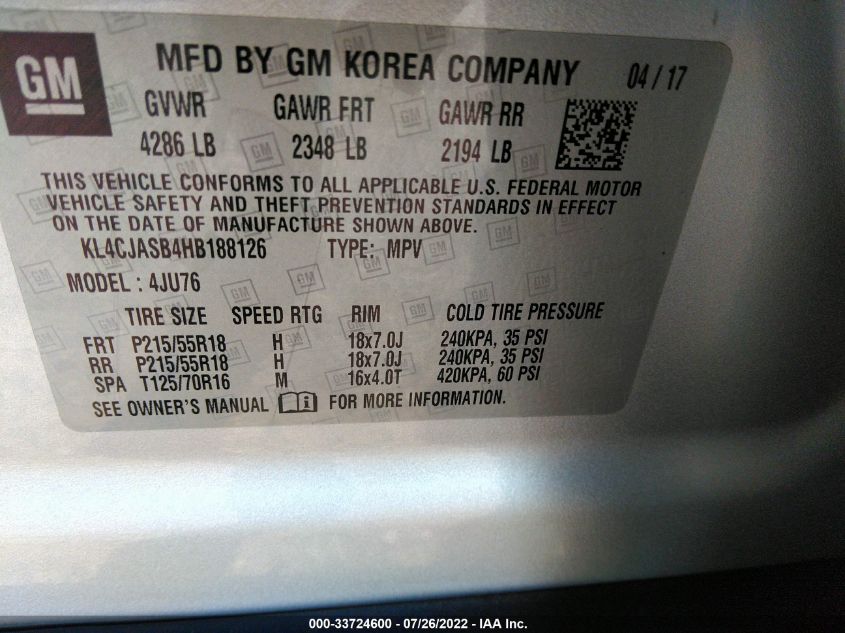 GM
MFD BY GM KOREA COMPANY 04 / 17
GVWR GAWR FRT GAWR RR
4286 LB 2348 LB 2194 LB
THIS VEHICLE CONFORMS TO ALL APPLICABLE U.S. FEDERAL MOTOR
VEHICLE SAFETY AND THEFT PREVENTION STANDARDS IN EFFECT
ON THE DATE OF MANUFACTURE SHOWN ABOVE.
KL4CJASB4HB188126 TYPE: MPV
MODEL : 4JU76
TIRE SIZE SPEED RTG RIM COLD TIRE PRESSURE
FRT P215/55R18 H 18x7.0J 240KPA, 35 PSI
RR P215/55R18 H 18x7.0J 240KPA, 35 PSI
SPA T125/70R16 M 16x4.0T 420KPA, 60 PSI
SEE OWNER'S MANUAL i FOR MORE INFORMATION.
000-33724600 - 07/26/2022 - IAA Inc.